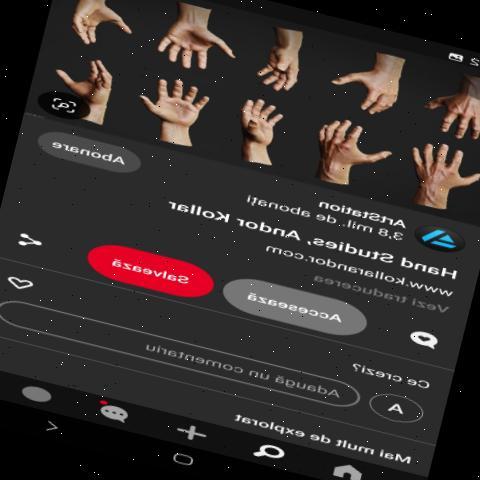 ArtStation
3,8 mil. de abonați
Abonare
Hand Studies, Andor Kollar
www.kollarandor.com
Vezi traducerea
Accesează
Salvează
Ce crezi?
A
Adaugă un comentariu
Mai mult de explorat